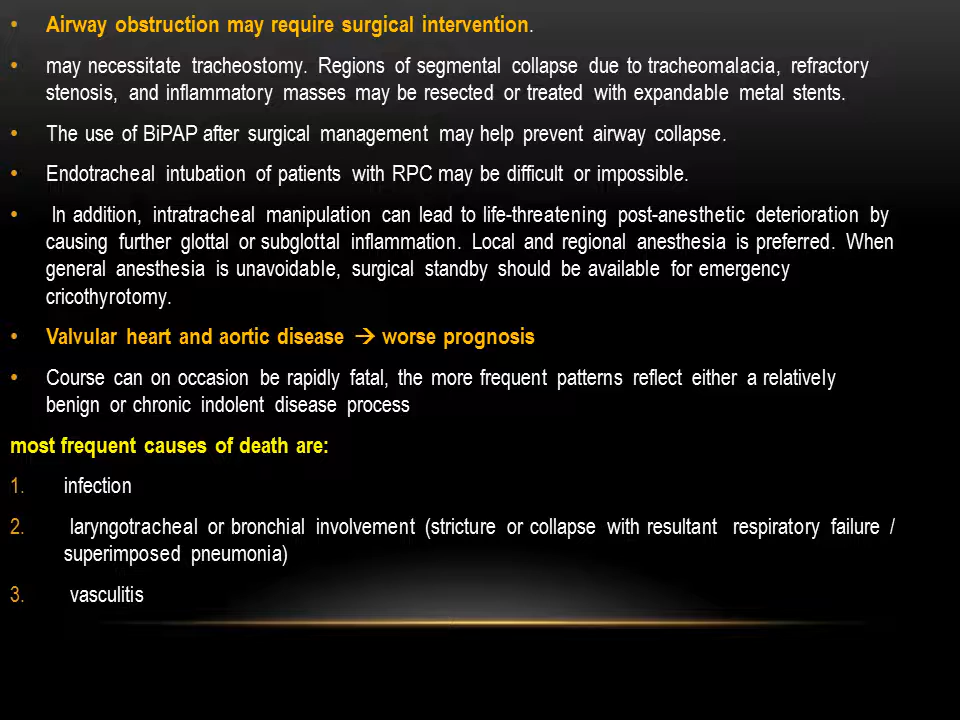 • Airway obstruction may require surgical intervention.
• may necessitate tracheostomy. Regions of segmental collapse due to tracheomalacia, refractory
stenosis, and inflammatory masses may be resected or treated with expandable metal stents.
• The use of BiPAP after surgical management may help prevent airway collapse.
• Endotracheal intubation of patients with RPC may be difficult or impossible.
• In addition, intratracheal manipulation can lead to life-threatening post-anesthetic deterioration by
causing further glottal or subglottal inflammation. Local and regional anesthesia is preferred. When
general anesthesia is unavoidable, surgical standby should be available for emergency
cricothyrotomy.
• Valvular heart and aortic disease → worse prognosis
• Course can on occasion be rapidly fatal, the more frequent patterns reflect either a relatively
benign or chronic indolent disease process
most frequent causes of death are:
1. infection
2. laryngotracheal or bronchial involvement (stricture or collapse with resultant respiratory failure /
superimposed pneumonia)
3. vasculitis